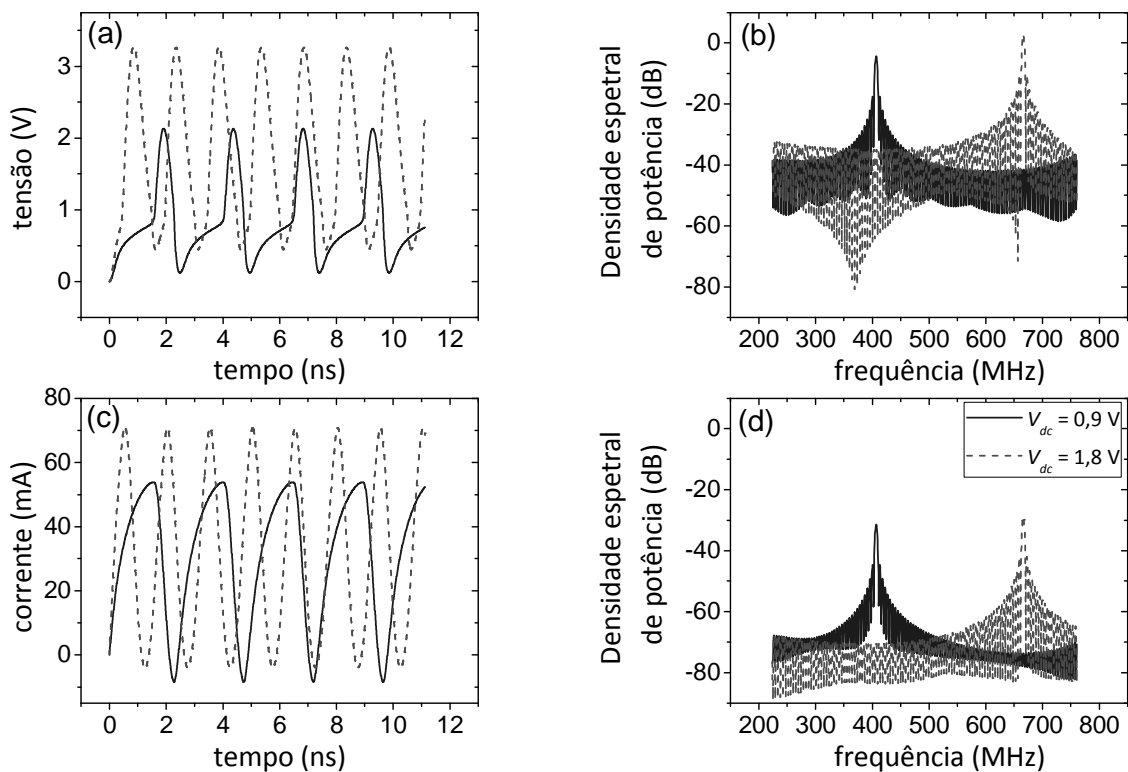 (a)
tensão (V)
3
2
1
0
0 2 4 6 8 10 12
tempo (ns)
(b)
Densidade espetral
de potência (dB)
0
-20
-40
-60
-80
200 300 400 500 600 700 800
frequência (MHz)
(c)
corrente (mA)
80
60
40
20
0
0 2 4 6 8 10 12
tempo (ns)
(d)
Densidade espetral
de potência (dB)
0
-20
-40
-60
-80
200 300 400 500 600 700 800
frequência (MHz)
V_dc = 0,9 V
V_dc = 1,8 V